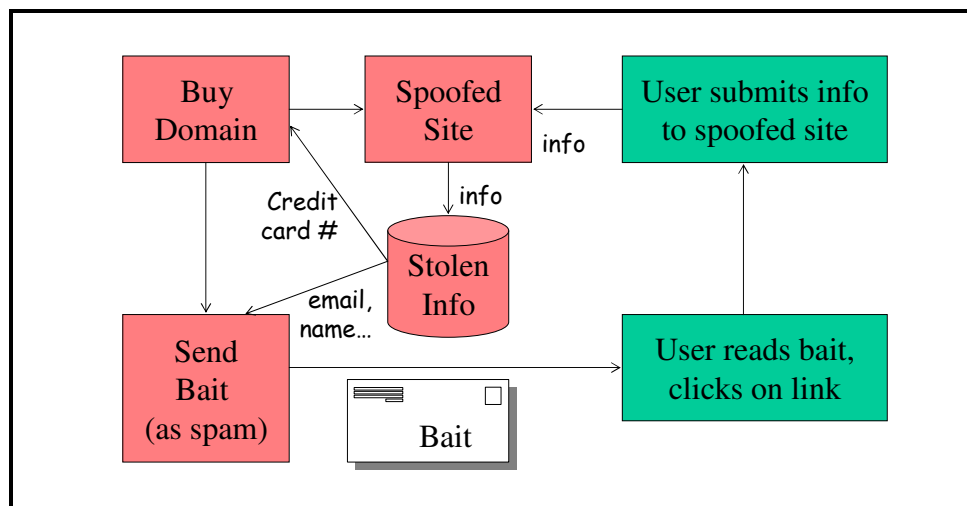 Buy
Domain
Spoofed
Site
User submits info
to spoofed site
info
info
Credit
card #
Stolen
Info
email,
name...
Send
Bait
(as spam)
User reads bait,
clicks on link
Bait